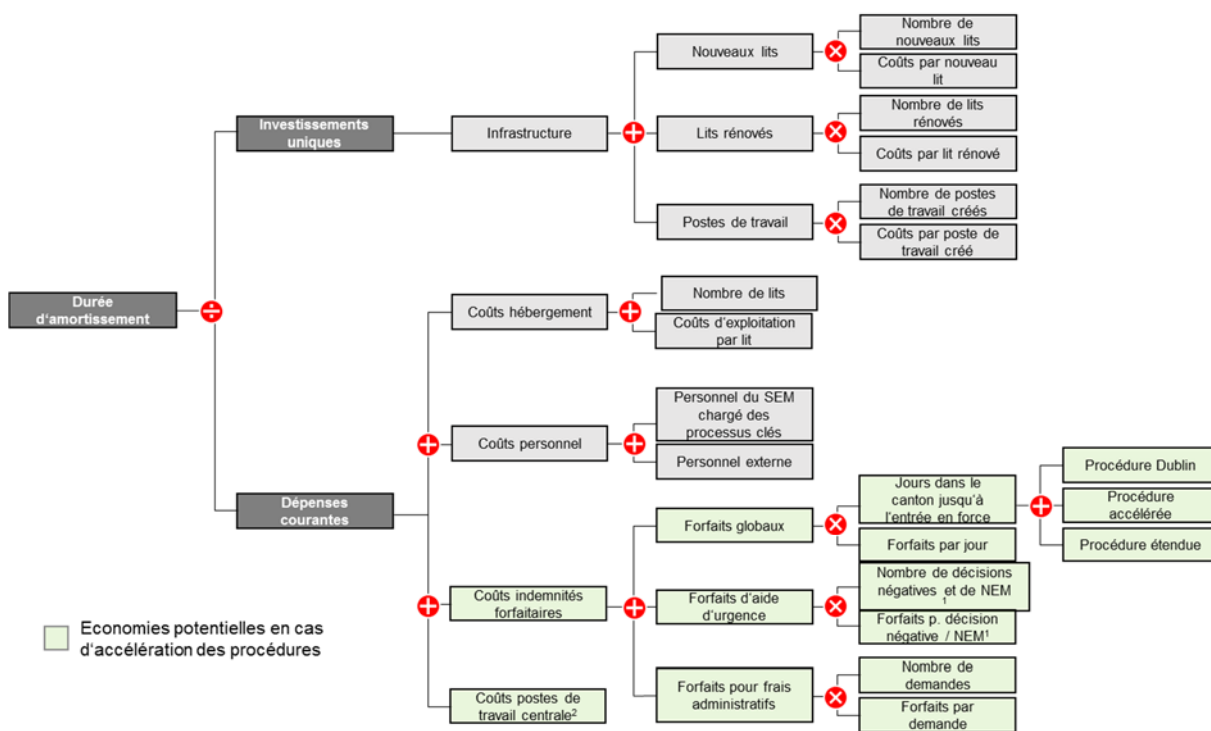 Nombre de
nouveaux lits
Nouveaux lits
Coûts par nouveau
lit
Investissements
uniques
Infrastructure
Nombre de lits
rénovés
Lits rénovés
Coûts par lit rénové
Nombre de postes
de travail créés
Postes de travail
Coûts par poste de
travail créé
Durée
d'amortissement
Coûts hébergement
Nombre de lits
Coûts d'exploitation
par lit
Coûts personnel
Personnel du SEM
chargé des
processus clés
Personnel externe
Dépenses
courantes
Forfaits globaux
Jours dans le
canton jusqu'à
l'entrée en force
Forfaits par jour
Procédure Dublin
Procédure
accélérée
Procédure étendue
Coûts indemnités
forfaitaires
Forfaits d'aide
d'urgence
Nombre de décisions
négatives et de NEM
1
Forfaits p. décision
négative / NEM¹
Economies potentielles en cas
d'accélération des procédures
Coûts postes de
travail centrale²
Forfaits pour frais
administratifs
Nombre de
demandes
Forfaits par
demande